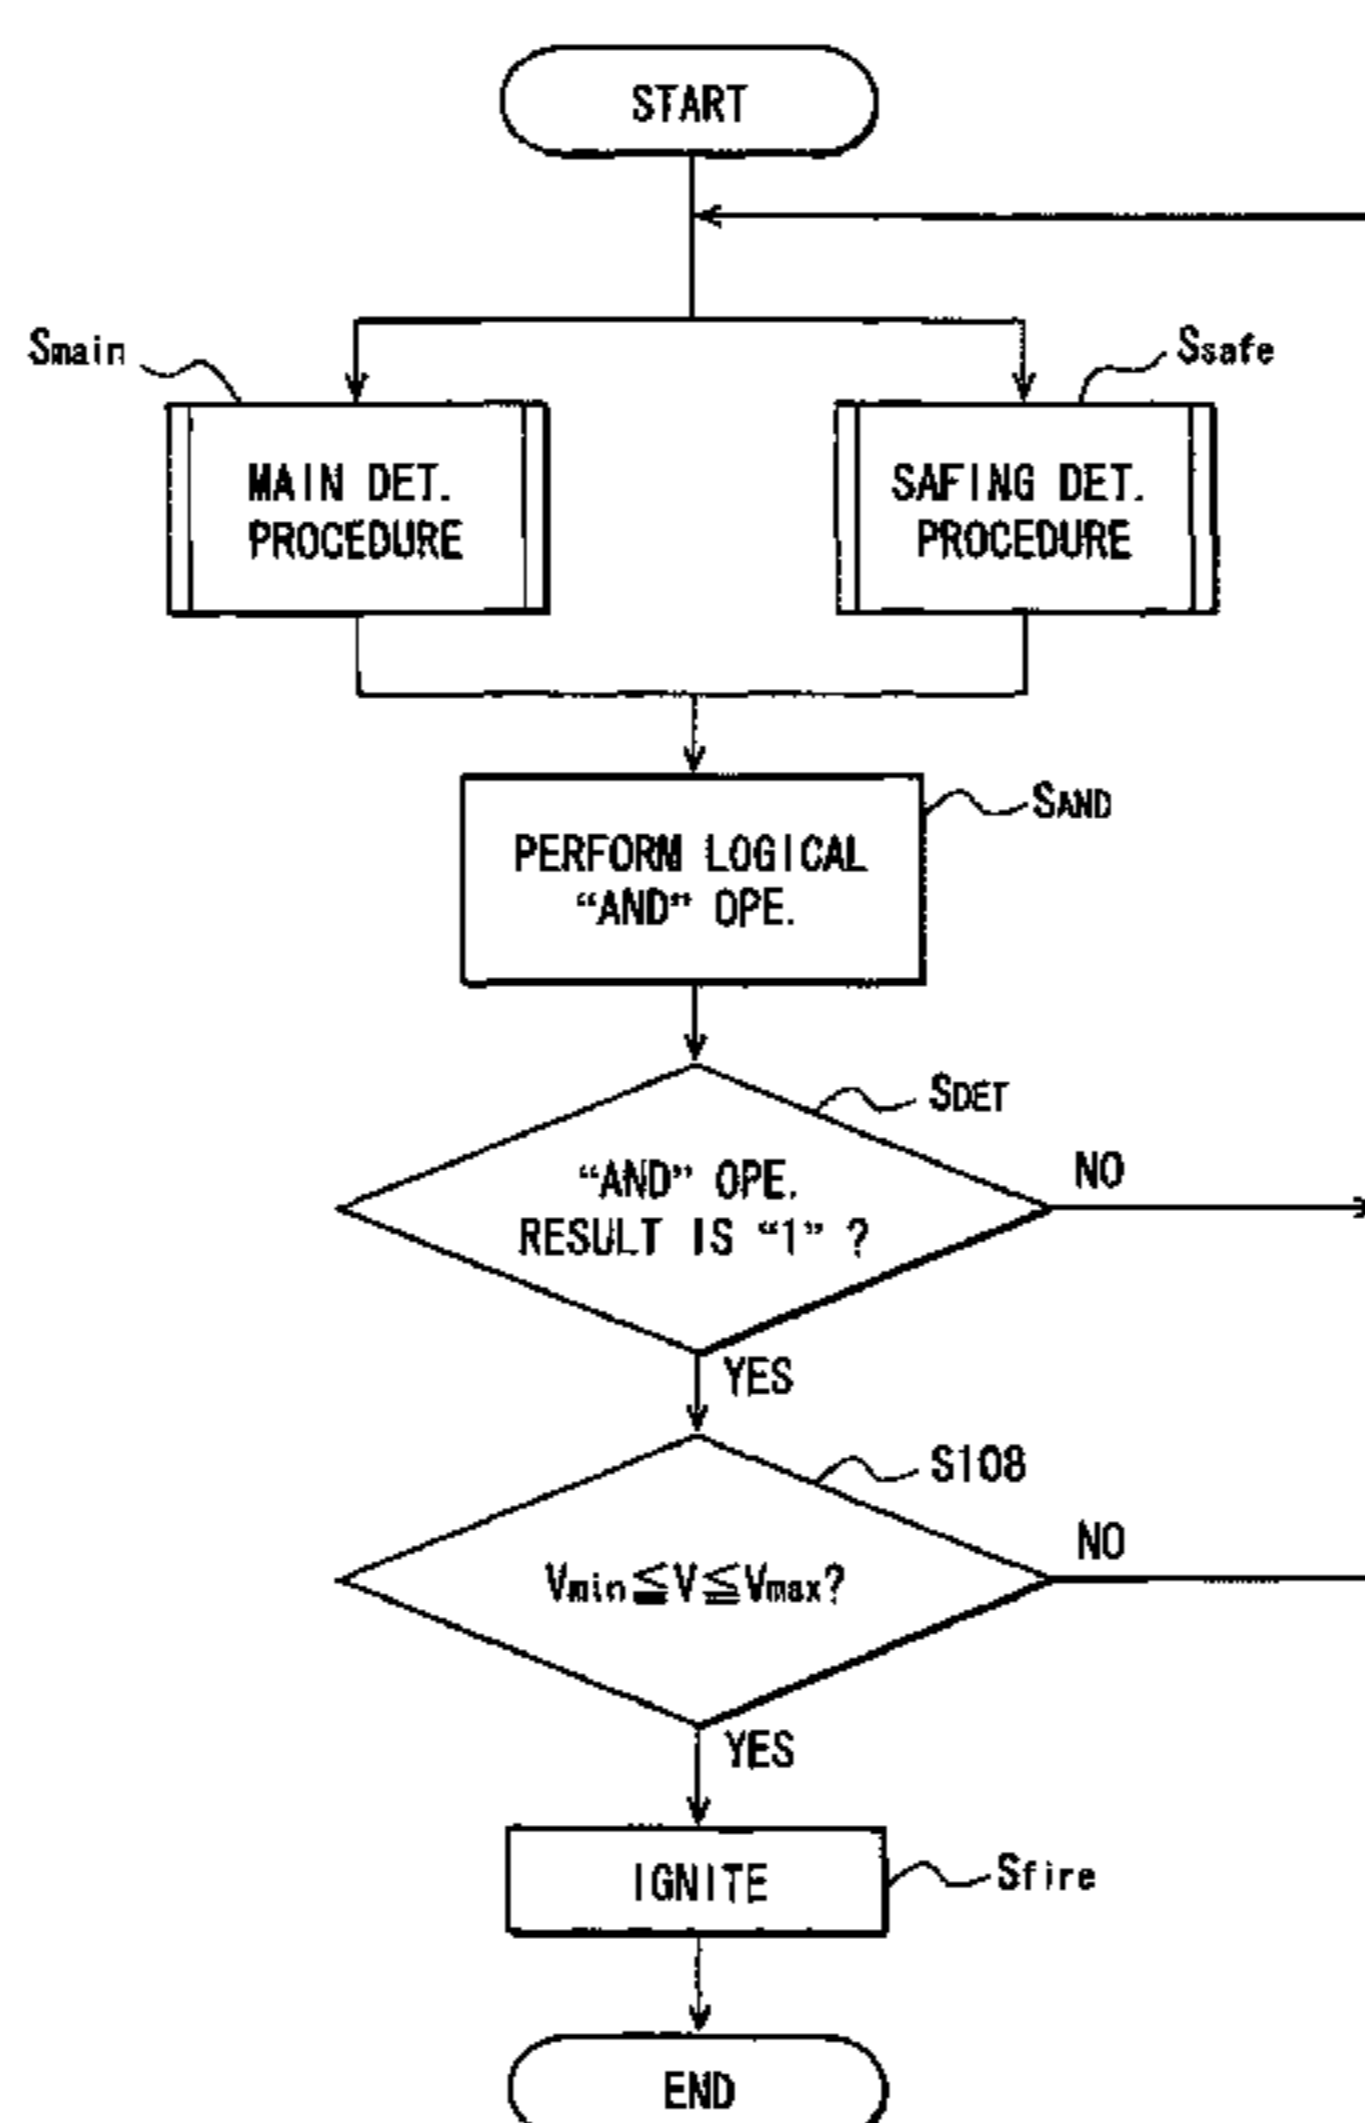 START
Smain
Ssafe
MAIN DET.
PROCEDURE
SAFING DET.
PROCEDURE
SAND
PERFORM LOGICAL
“AND” OPE.
SDET
“AND” OPE.
RESULT IS “1” ?
NO
YES
S108
Vmin≦V≦Vmax?
NO
YES
IGNITE
Sfire
END